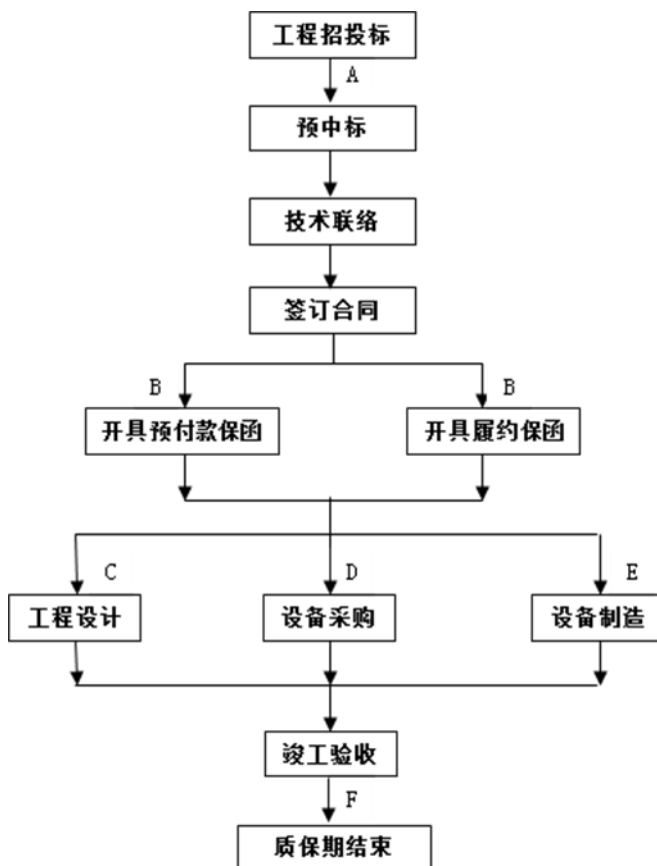 工程招投标
A
预中标
技术联络
签订合同
B B
开具预付款保函 开具履约保函
C D E
工程设计 设备采购 设备制造
竣工验收
F
质保期结束